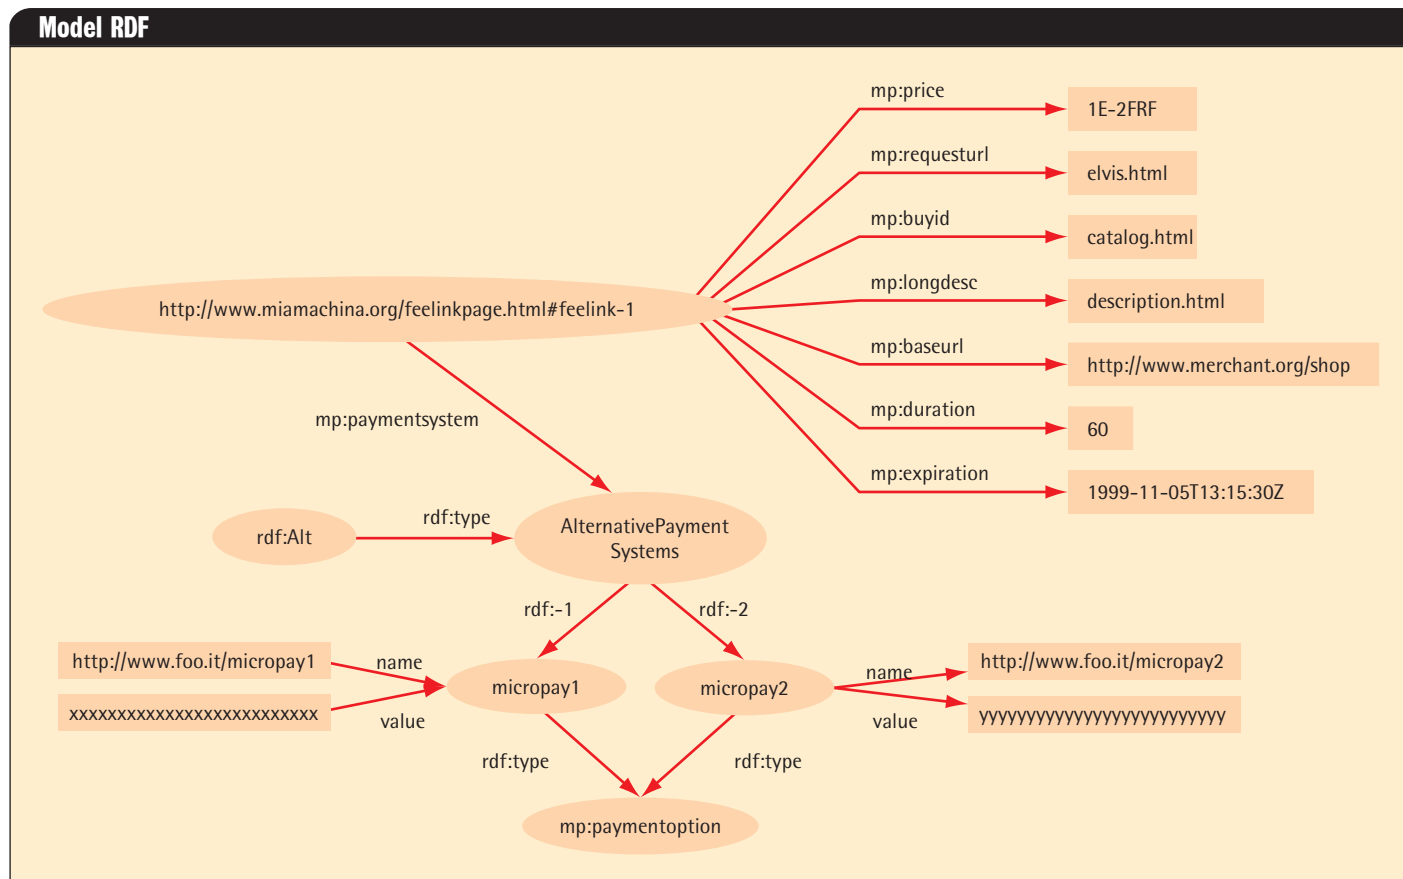 Model RDF
mp:price
1E-2FRF
mp:requesturl
elvis.html
mp:buyid
catalog.html
mp:longdesc
description.html
http://www.miamachina.org/feelinkpage.html#feelink-1
mp:baseurl
http://www.merchant.org/shop
mp:duration
60
mp:expiration
1999-11-05T13:15:30Z
mp:paymentsystem
rdf:Alt
rdf:type
AlternativePayment
Systems
rdf:-1
rdf:-2
http://www.foo.it/micropay1
name
xxxxxxxxxxxxxxxxxxxxxxxxxx
value
micropay1
micropay2
name
http://www.foo.it/micropay2
value
yyyyyyyyyyyyyyyyyyyyyyyyyy
rdf:type
rdf:type
mp:paymentoption